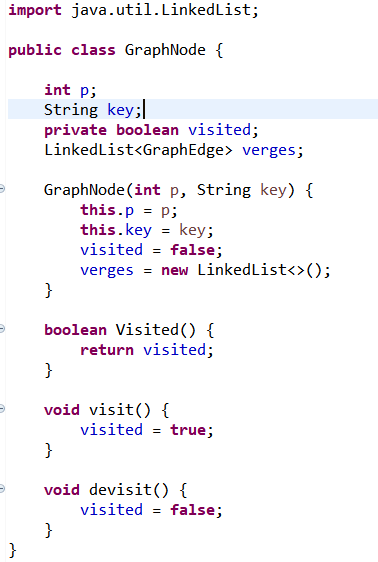 import java.util.LinkedList;
public class GraphNode {
int p;
String key;
private boolean visited;
LinkedList<GraphEdge> verges;
GraphNode(int p, String key) {
this.p = p;
this.key = key;
visited = false;
verges = new LinkedList<>();
}
boolean Visited() {
return visited;
}
void visit() {
visited = true;
}
void devisit() {
visited = false;
}
}